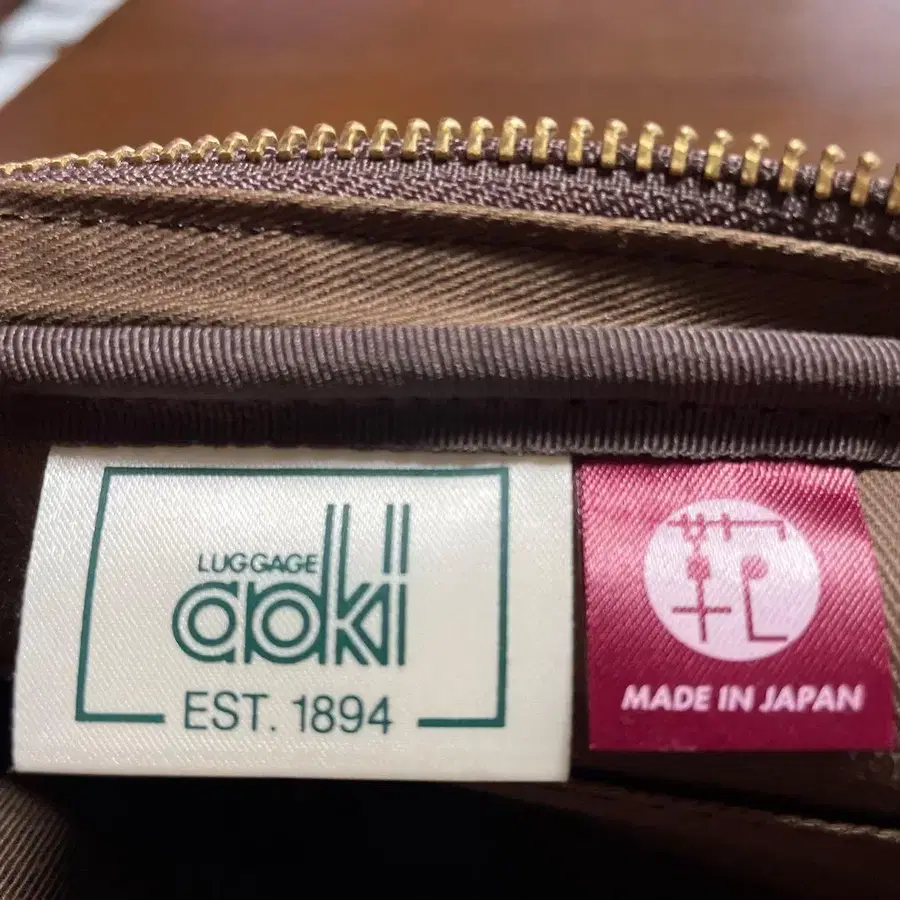 LUGGAGE
aoki
EST. 1894
MADE IN JAPAN